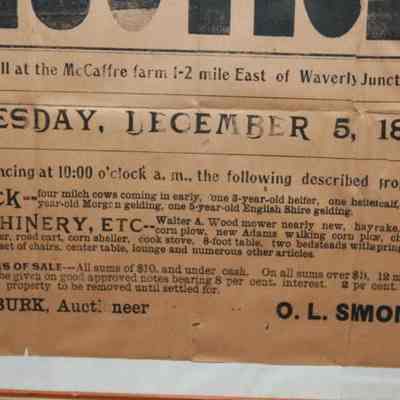 AUCTION
ll at the McCaffre farm 1-2 mile East of Waverly Junct
ESDAY, DECEMBER 5, 18
ncing at 10:00 o'clock a. m., the following described pro
CK--four milch cows coming in early, one 3-year-old heifer, one heifer calf,
year-old Morgan gelding, one 5-year-old English Shire gelding.
HINERY, ETC--Walter A. Wood mower nearly new, hayrake,
corn plow, new Adams walking corn plow, c
er, road cart, corn sheller, cook stove, 8-foot table, two bedsteads with spring
set of chairs, center table, lounge and numerous other articles.
S OF SALE---All sums of $10. and under cash. On all sums over $10, 12 m
be given on good approved notes bearing 8 per cent. interest. 2 per cent.
property to be removed until settled for.
BURK, Auctioneer
O. L. SIMON